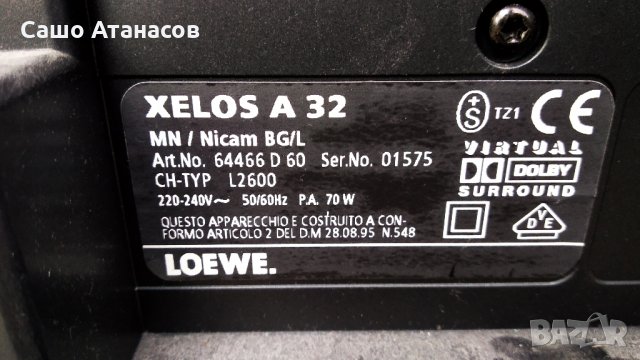 Сашо Атанасов
XELOS A 32
MN / Nicam BG/L
Art.No. 64466 D 60 Ser.No. 01575
CH-TYP L2600
220-240V~ 50/60Hz P.A. 70 W
QUESTO APPARECCHIO E COSTRUITO A CON-
FORMO ARTICOLO 2 DEL D.M 28.08.95 N.548
LOEWE.
+
S
TZ1
CE
VIRTUAL
DOLBY
SURROUND
VDE
BAZAR